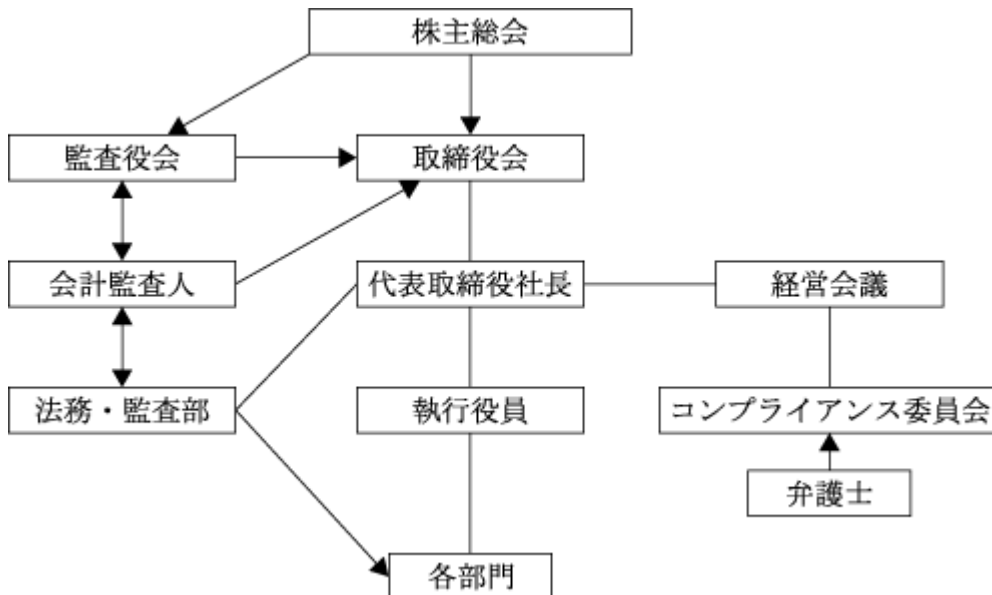 株主総会
監査役会
取締役会
会計監査人
代表取締役社長
経営会議
法務・監査部
執行役員
コンプライアンス委員会
弁護士
各部門